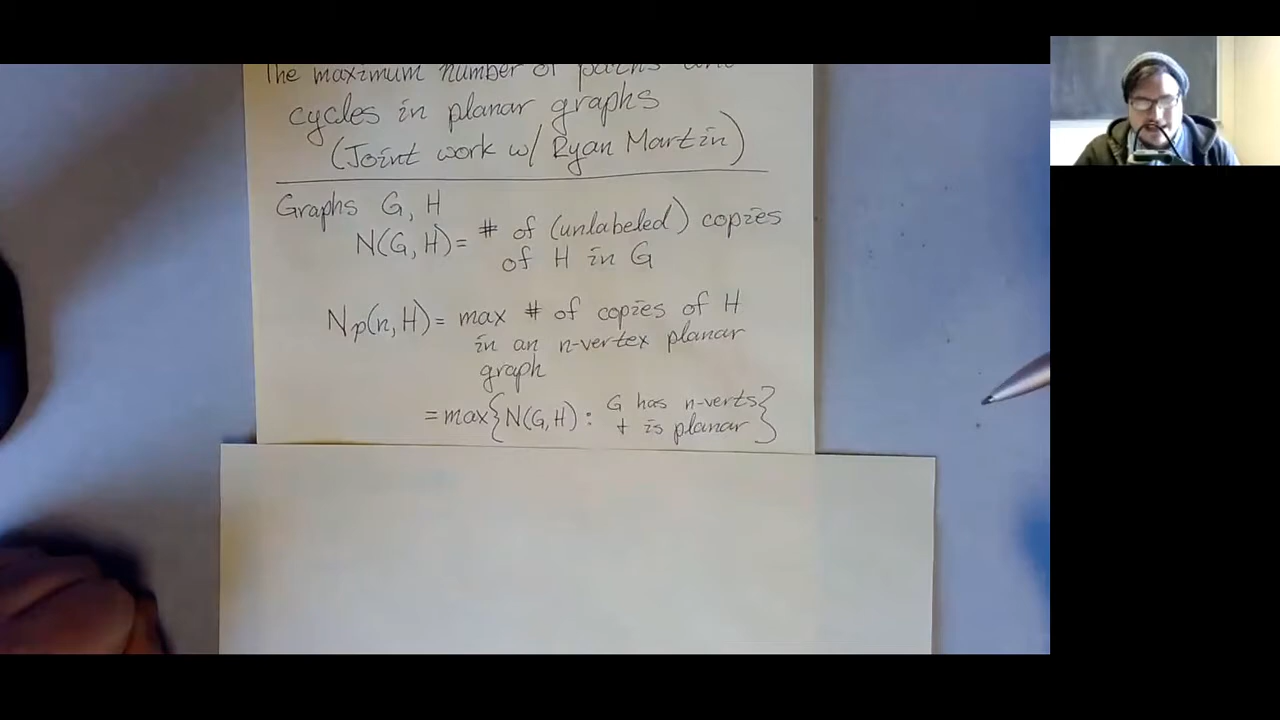 The maximum number of paths and
cycles in planar graphs
(Joint work w/ Ryan Martin)
Graphs G, H
N(G, H) = # of (unlabeled) copies
of H in G
Np(n, H) = max # of copies of H
in an n-vertex planar
graph
= max{N(G, H) : G has n-verts
+ is planar}